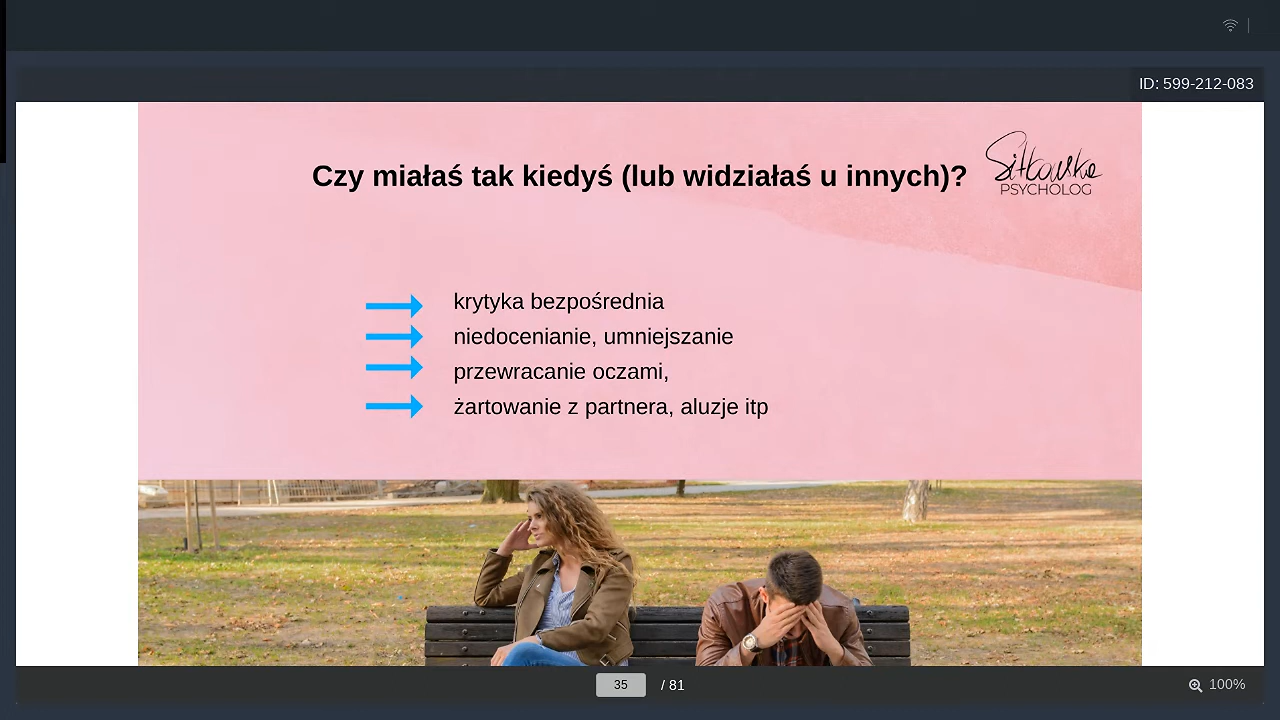 ID: 599-212-083
Czy miałaś tak kiedyś (lub widziałaś u innych)?
Sitkowska
PSYCHOLOG
krytyka bezpośrednia
niedocenianie, umniejszanie
przewracanie oczami,
żartowanie z partnera, aluzje itp
35 / 81
100%